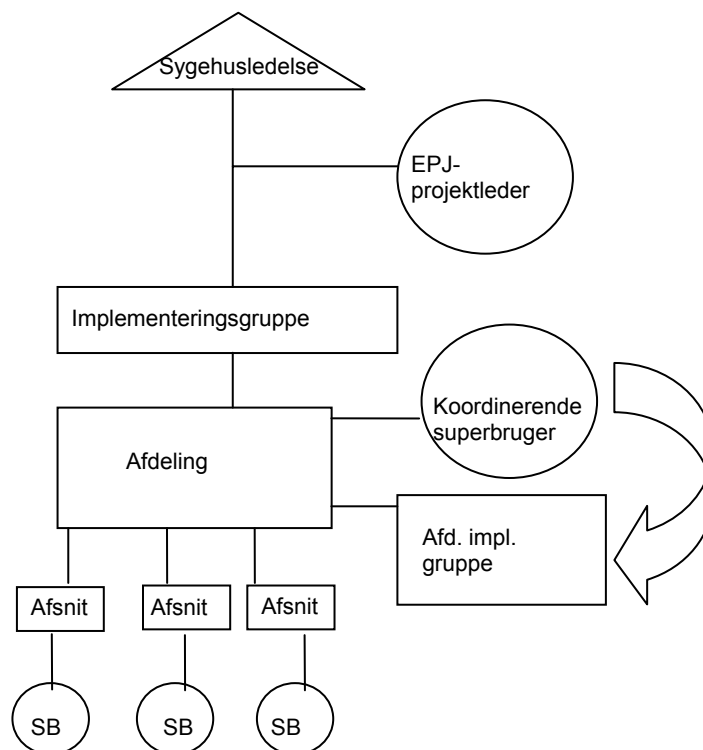 Sygehusledelse
EPJ-
projektleder
Implementeringsgruppe
Koordinerende
superbruger
Afdeling
Afd. impl.
gruppe
Afsnit
Afsnit
Afsnit
SB
SB
SB